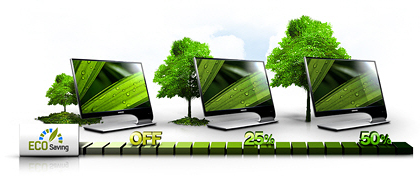 OFF 25% 50%
ECO Saving